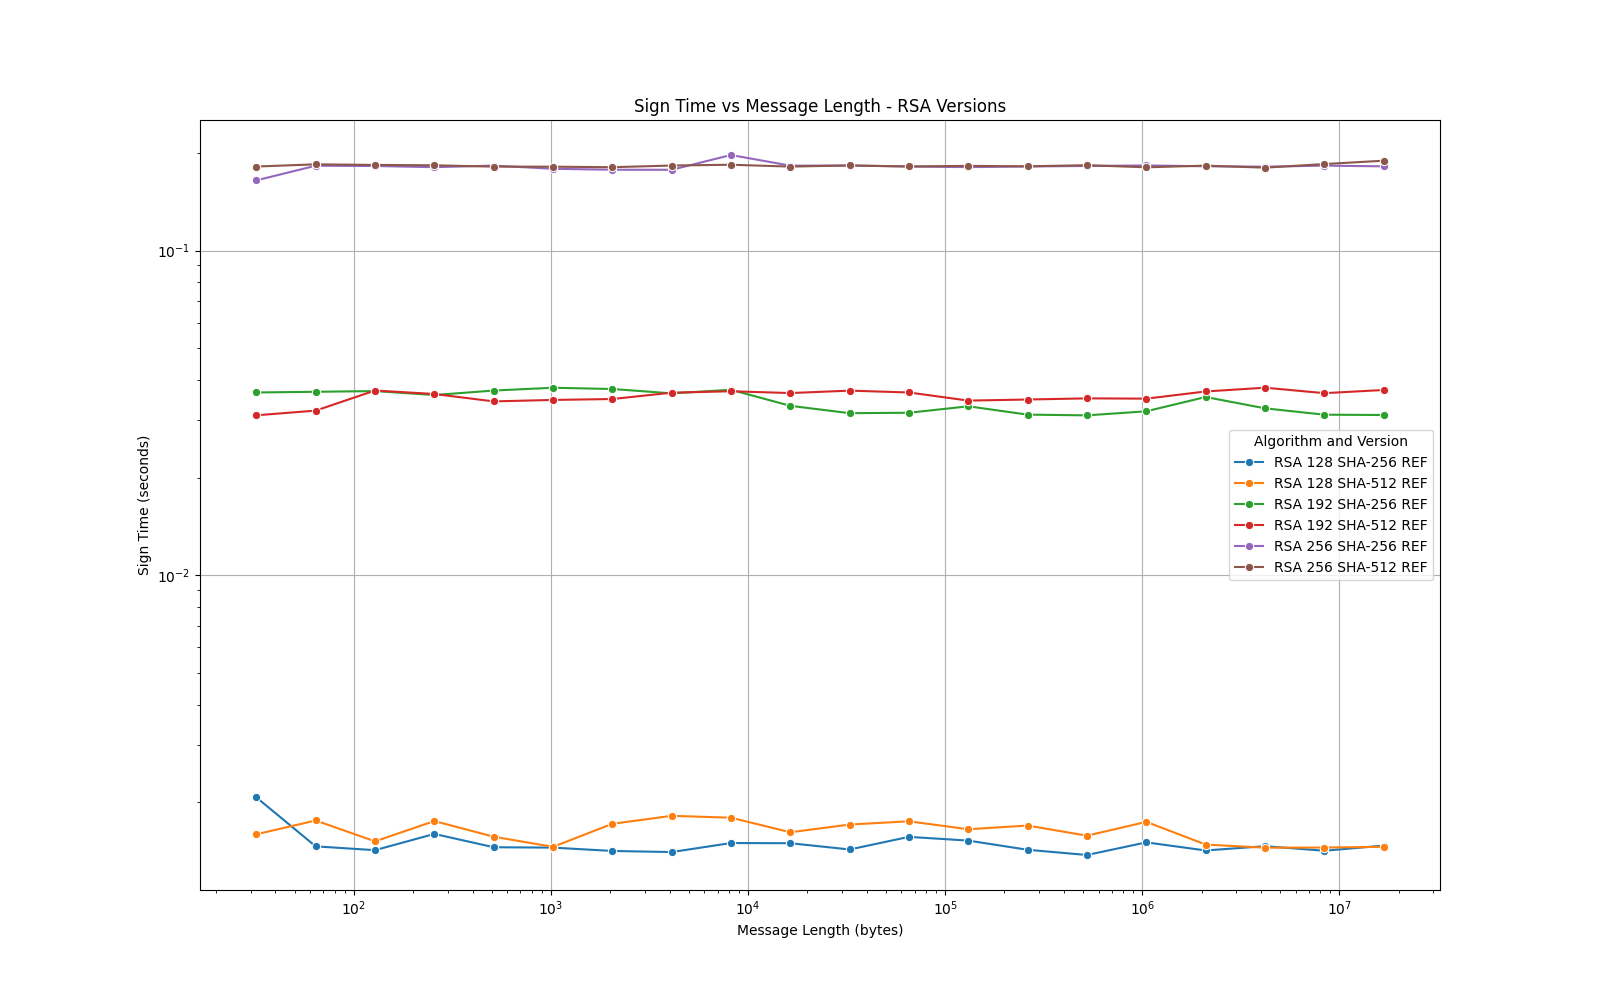 Sign Time vs Message Length - RSA Versions
Sign Time (seconds)
10⁻¹
10⁻²
Algorithm and Version
RSA 128 SHA-256 REF
RSA 128 SHA-512 REF
RSA 192 SHA-256 REF
RSA 192 SHA-512 REF
RSA 256 SHA-256 REF
RSA 256 SHA-512 REF
10² 10³ 10⁴ 10⁵ 10⁶ 10⁷
Message Length (bytes)